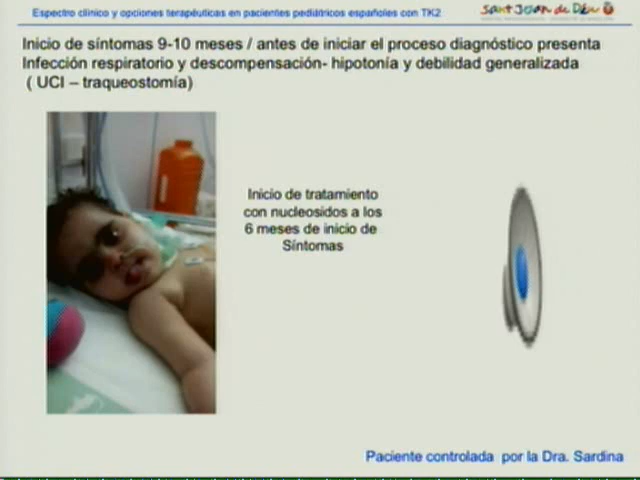 Espectro clínico y opciones terapéuticas en pacientes pediátricos españoles con TK2
Sant Joan de Déu
Inicio de síntomas 9-10 meses / antes de iniciar el proceso diagnóstico presenta
Infección respiratorio y descompensación- hipotonía y debilidad generalizada
( UCI – traqueostomía)
Inicio de tratamiento
con nucleosidos a los
6 meses de inicio de
Síntomas
Paciente controlada por la Dra. Sardina